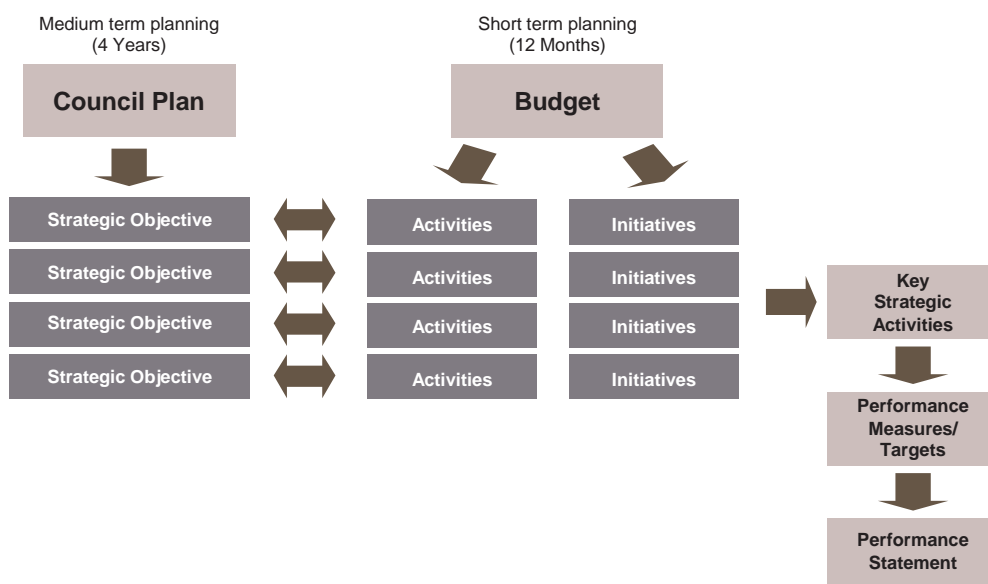 Medium term planning
(4 Years)
Short term planning
(12 Months)
Council Plan
Budget
Strategic Objective
Activities
Initiatives
Strategic Objective
Activities
Initiatives
Strategic Objective
Activities
Initiatives
Strategic Objective
Activities
Initiatives
Key
Strategic
Activities
Performance
Measures/
Targets
Performance
Statement